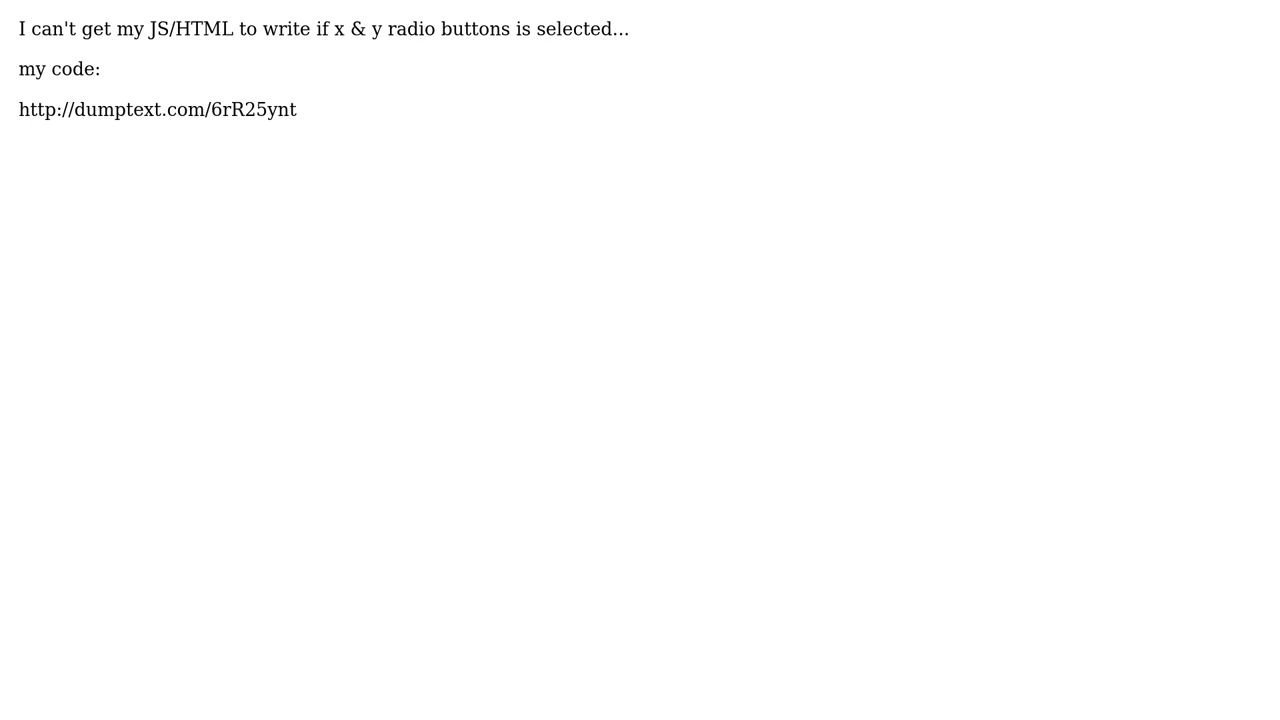 I can't get my JS/HTML to write if x & y radio buttons is selected...
my code:
http://dumptext.com/6rR25ynt